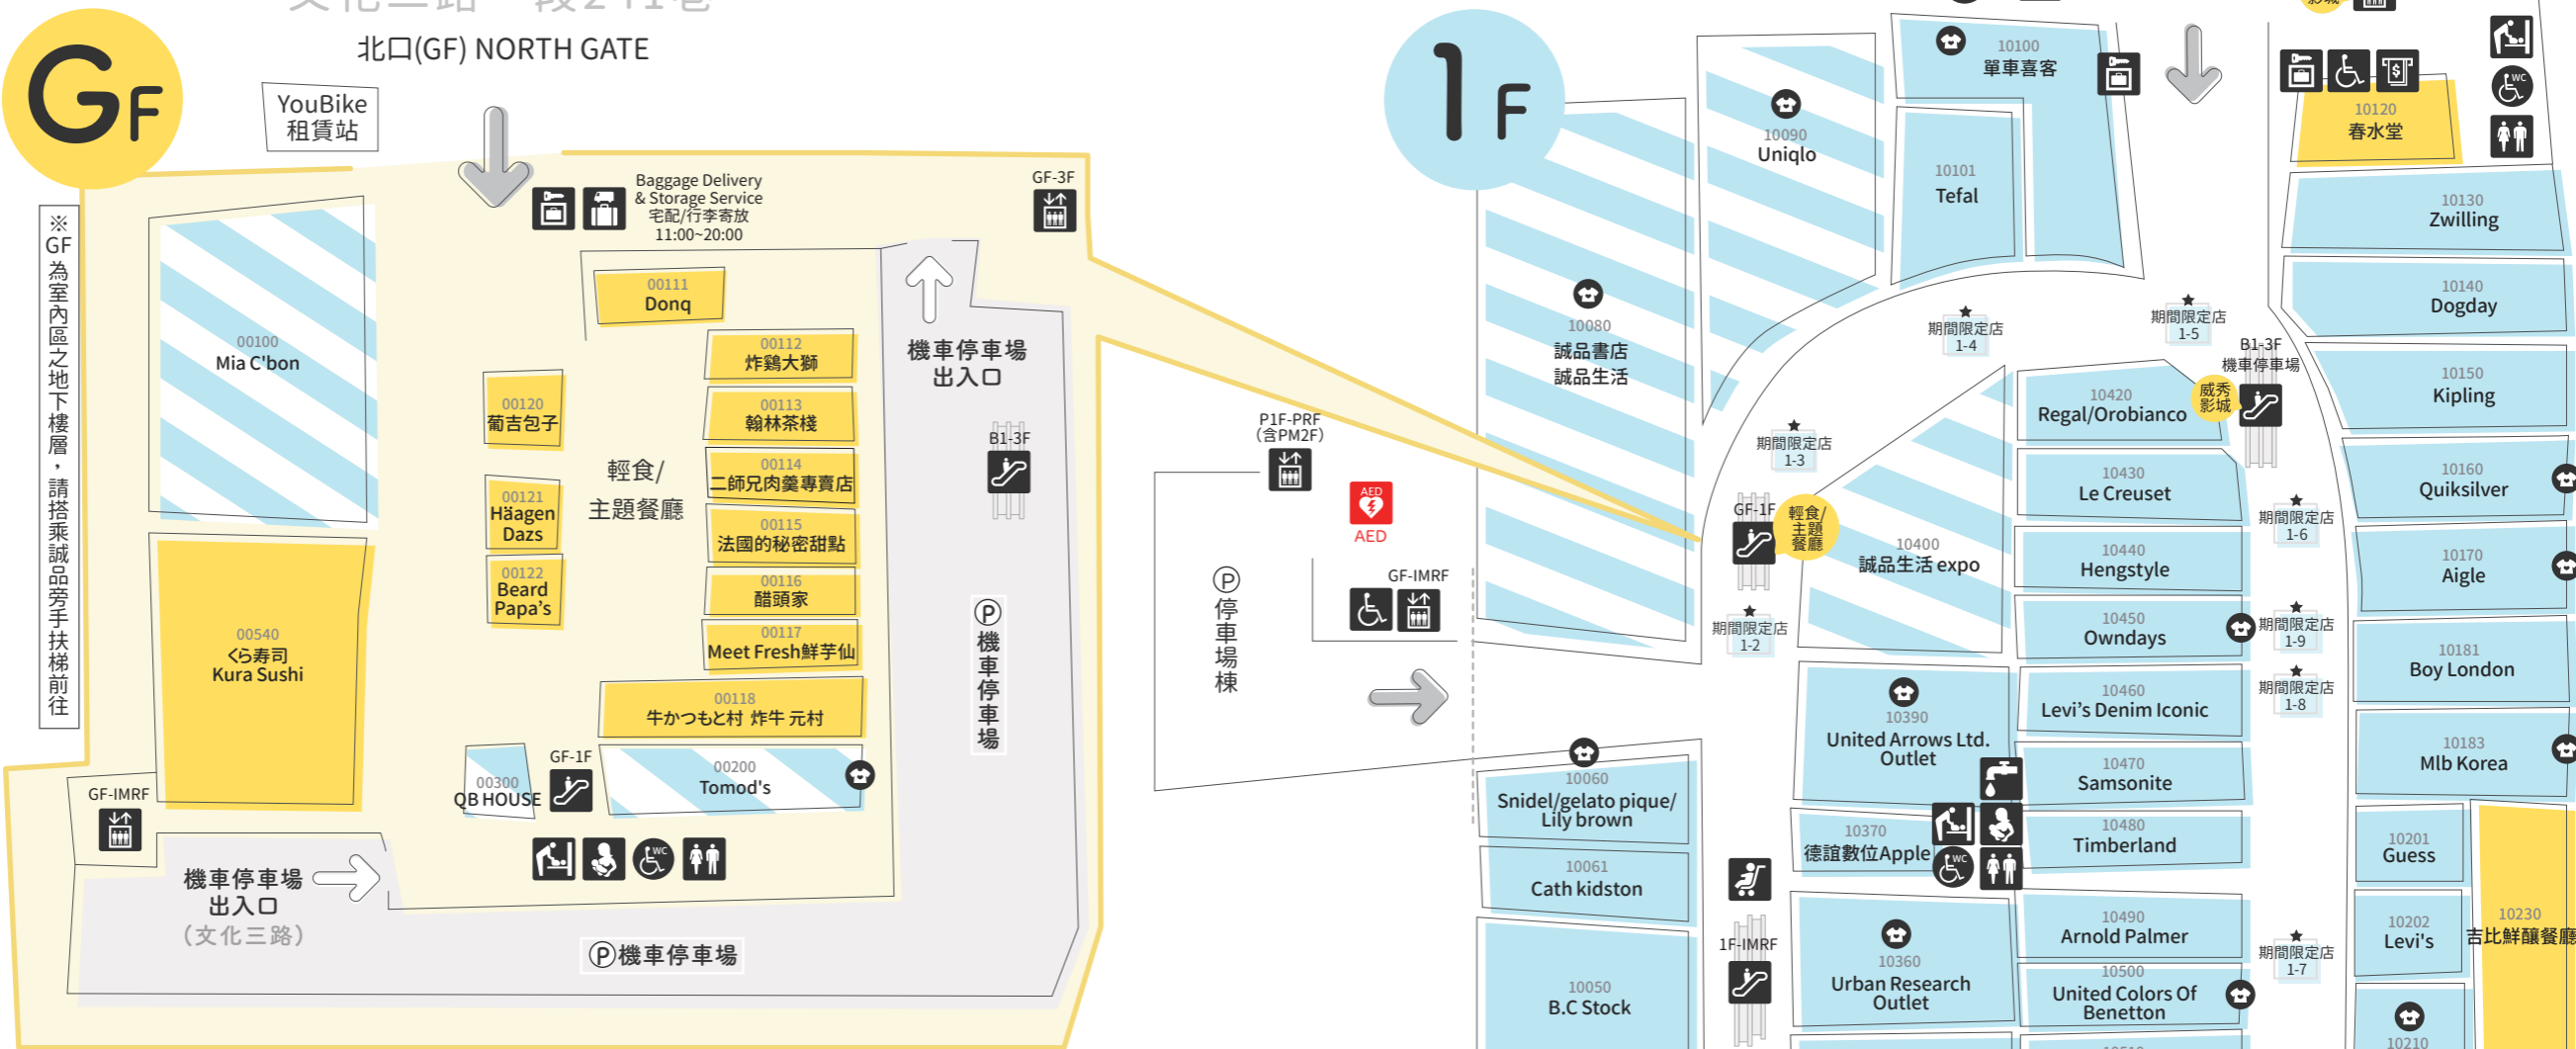 GF
北口(GF) NORTH GATE
YouBike
租賃站
※GF為室內區之地下樓層，請搭乘誠品旁手扶梯前往
Baggage Delivery
& Storage Service
宅配/行李寄放
11:00~20:00
GF-3F
00100
Mia C'bon
00540
くら寿司
Kura Sushi
00111
Donq
00112
炸鷄大獅
00113
翰林茶棧
00114
二師兄肉羹專賣店
00115
法國的秘密甜點
00116
醋頭家
00117
Meet Fresh鮮芋仙
00118
牛かつもと村 炸牛 元村
00120
葡吉包子
00121
Häagen
Dazs
00122
Beard
Papa's
輕食/
主題餐廳
機車停車場
出入口
B1-3F
Ⓟ機車停車場
00300
QB HOUSE
GF-1F
00200
Tomod's
WC
GF-IMRF
機車停車場
出入口
(文化三路)
Ⓟ機車停車場
1F
P1F-PRF
(含PM2F)
AED
AED
GF-IMRF
Ⓟ停車場棟
10080
誠品書店
誠品生活
10090
Uniqlo
10100
單車喜客
10101
Tefal
期間限定店
1-4
期間限定店
1-5
期間限定店
1-3
GF-1F
輕食/
主題
餐廳
期間限定店
1-2
10400
誠品生活 expo
B1-3F
機車停車場
威秀
影城
10420
Regal/Orobianco
10430
Le Creuset
10440
Hengstyle
10450
Owndays
10460
Levi's Denim Iconic
10470
Samsonite
10480
Timberland
10490
Arnold Palmer
10500
United Colors Of
Benetton
10390
United Arrows Ltd.
Outlet
10370
德誼數位Apple
WC
10360
Urban Research
Outlet
10060
Snidel/gelato pique/
Lily brown
10061
Cath kidston
10050
B.C Stock
1F-IMRF
期間限定店
1-6
期間限定店
1-9
期間限定店
1-8
期間限定店
1-7
WC
10120
春水堂
10130
Zwilling
10140
Dogday
10150
Kipling
10160
Quiksilver
10170
Aigle
10181
Boy London
10183
Mlb Korea
10201
Guess
10202
Levi's
10230
吉比鮮釀餐廳
10210